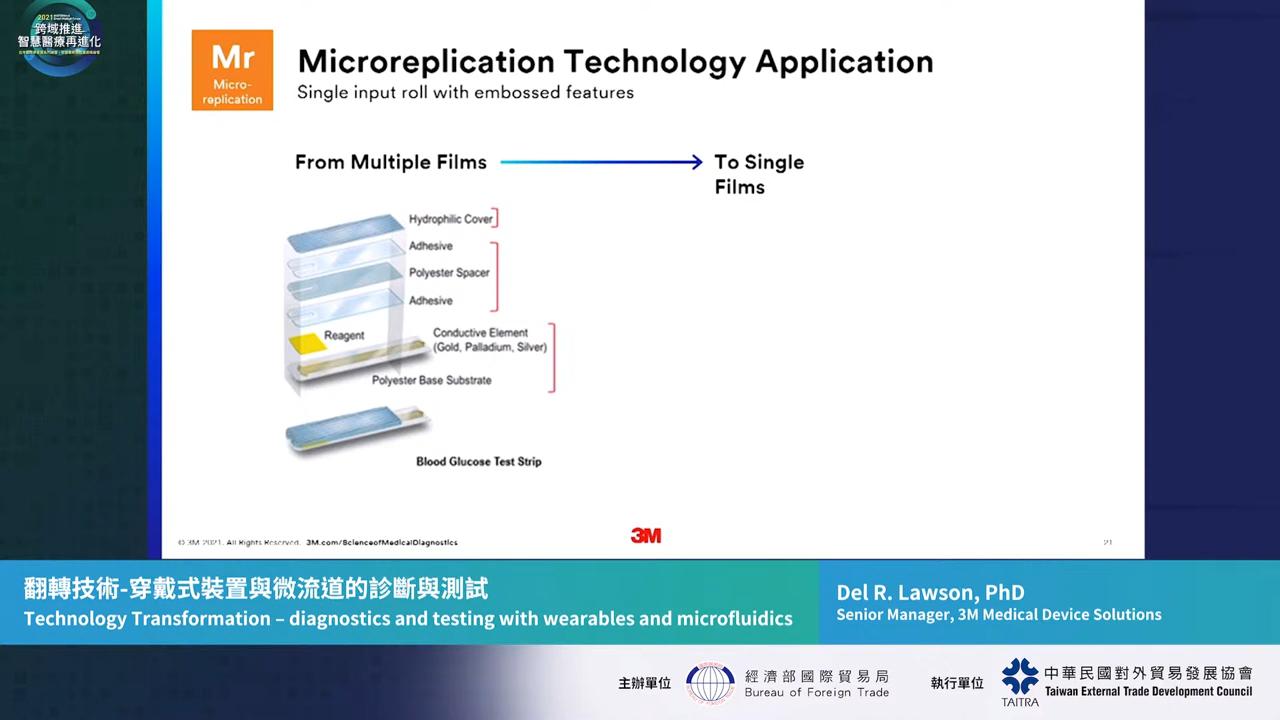 2021
跨域推進
智慧醫療再進化
Mr
Micro-
replication
Microreplication Technology Application
Single input roll with embossed features
From Multiple Films
To Single
Films
Hydrophilic Cover
Adhesive
Polyester Spacer
Adhesive
Reagent
Conductive Element
(Gold, Palladium, Silver)
Polyester Base Substrate
Blood Glucose Test Strip
© 3M 2021. All Rights Reserved. 3M.com/ScienceofMedicalDiagnostics
3M
21
翻轉技術-穿戴式裝置與微流道的診斷與測試
Technology Transformation – diagnostics and testing with wearables and microfluidics
Del R. Lawson, PhD
Senior Manager, 3M Medical Device Solutions
主辦單位
經濟部國際貿易局
Bureau of Foreign Trade
執行單位
TAITRA
中華民國對外貿易發展協會
Taiwan External Trade Development Council